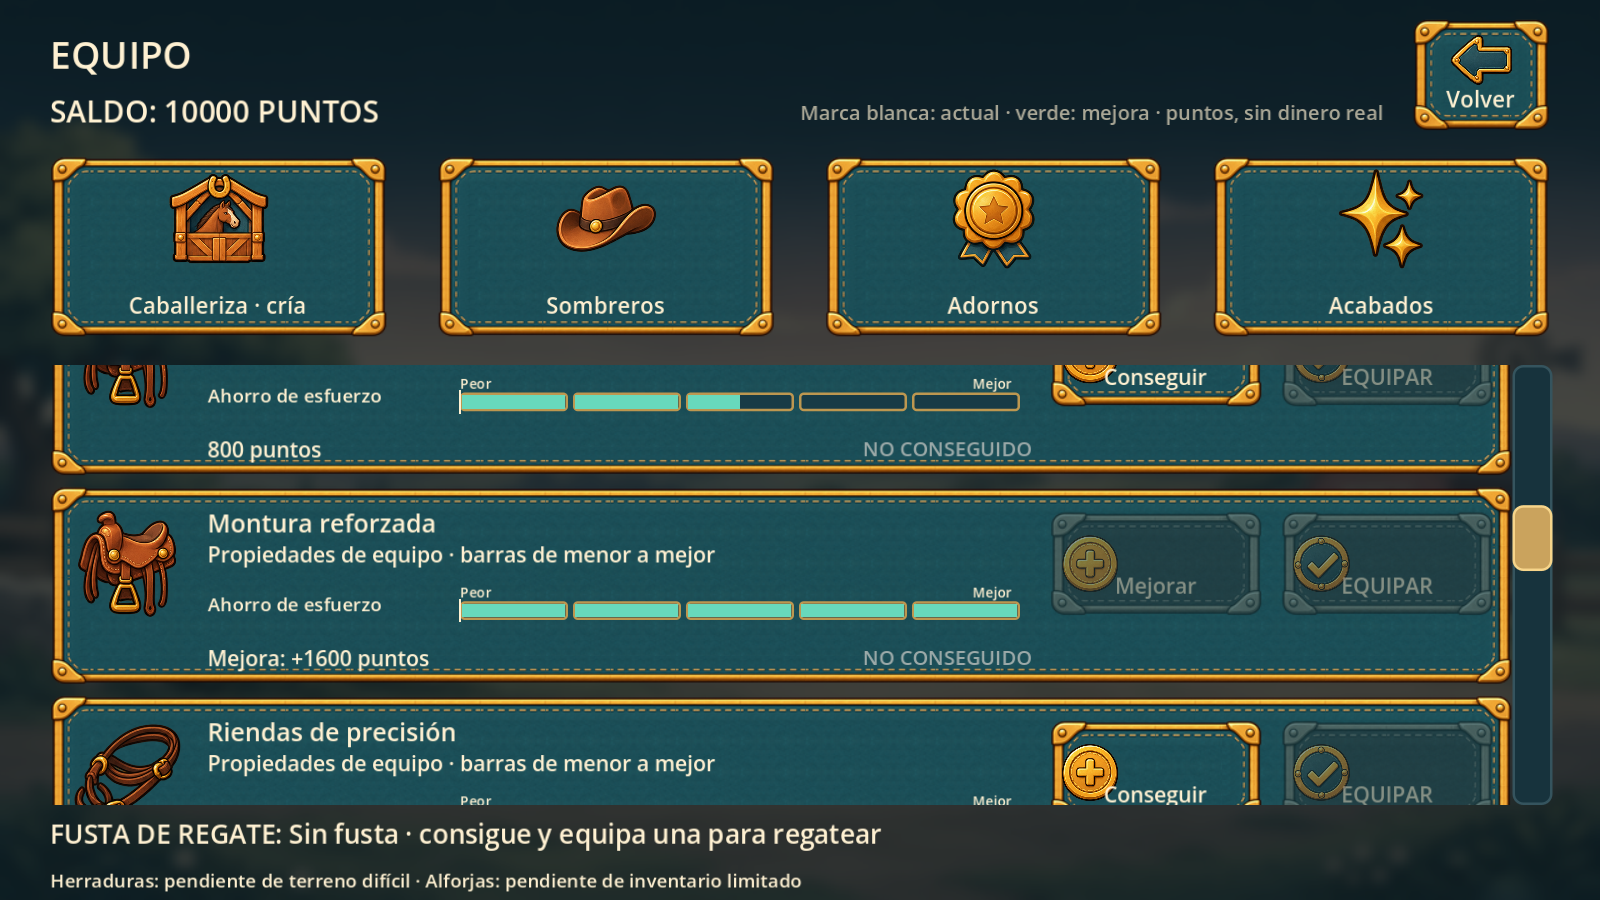 EQUIPO
SALDO: 10000 PUNTOS
Marca blanca: actual · verde: mejora · puntos, sin dinero real
Volver
Caballeriza · cría
Sombreros
Adornos
Acabados
Peor
Mejor
Conseguir
EQUIPAR
Ahorro de esfuerzo
800 puntos
NO CONSEGUIDO
Montura reforzada
Propiedades de equipo · barras de menor a mejor
Peor
Mejor
Mejorar
EQUIPAR
Ahorro de esfuerzo
Mejora: +1600 puntos
NO CONSEGUIDO
Riendas de precisión
Propiedades de equipo · barras de menor a mejor
Peor
Mejor
Conseguir
EQUIPAR
FUSTA DE REGATE: Sin fusta · consigue y equipa una para regatear
Herraduras: pendiente de terreno difícil · Alforjas: pendiente de inventario limitado